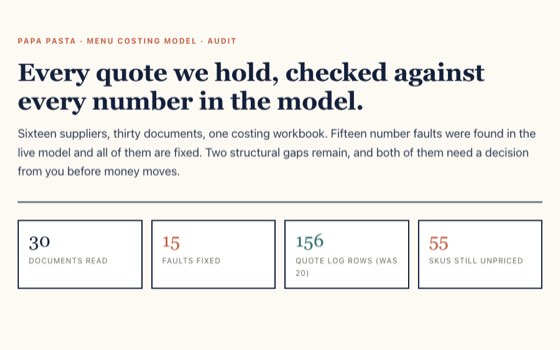 PAPA PASTA · MENU COSTING MODEL · AUDIT
Every quote we hold, checked against
every number in the model.
Sixteen suppliers, thirty documents, one costing workbook. Fifteen number faults were found in the
live model and all of them are fixed. Two structural gaps remain, and both of them need a decision
from you before money moves.
30
DOCUMENTS READ
15
FAULTS FIXED
156
QUOTE LOG ROWS (WAS
20)
55
SKUS STILL UNPRICED